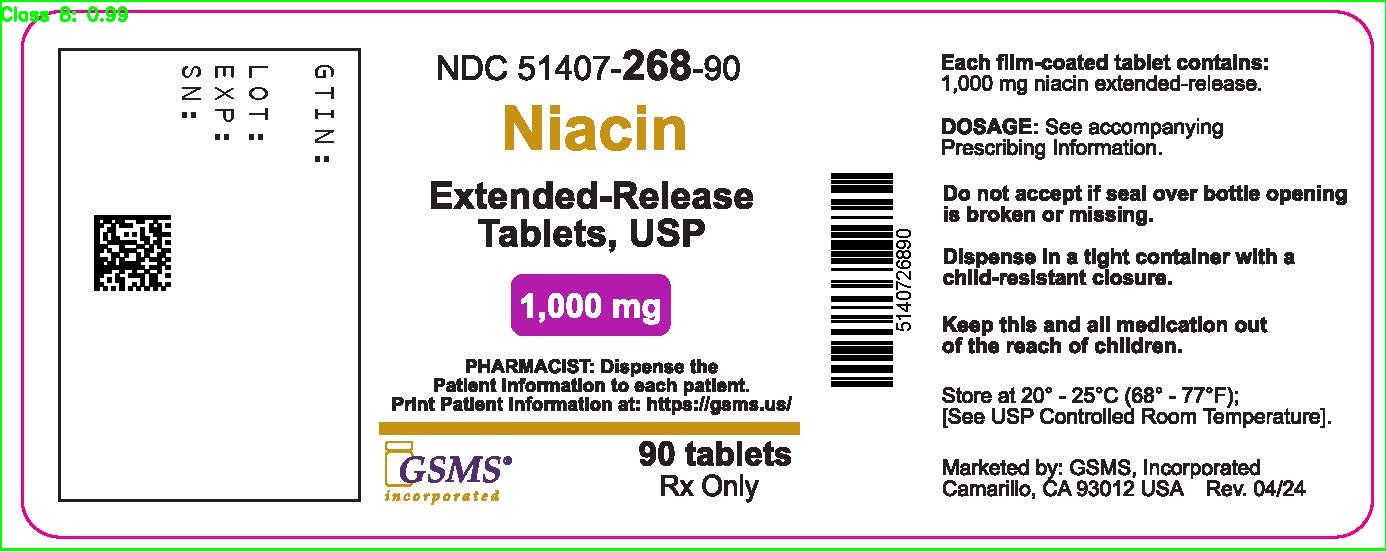 Class 8: 0.99
GTIN:
LOT:
EXP:
SN:
NDC 51407-268-90
Niacin
Extended-Release
Tablets, USP
1,000 mg
PHARMACIST: Dispense the
Patient Information to each patient.
Print Patient Information at: https://gsms.us/
GSMS®
incorporated
90 tablets
Rx Only
5140726890
Each film-coated tablet contains:
1,000 mg niacin extended-release.
DOSAGE: See accompanying
Prescribing Information.
Do not accept if seal over bottle opening
is broken or missing.
Dispense in a tight container with a
child-resistant closure.
Keep this and all medication out
of the reach of children.
Store at 20° - 25°C (68° - 77°F);
[See USP Controlled Room Temperature].
Marketed by: GSMS, Incorporated
Camarillo, CA 93012 USA Rev. 04/24